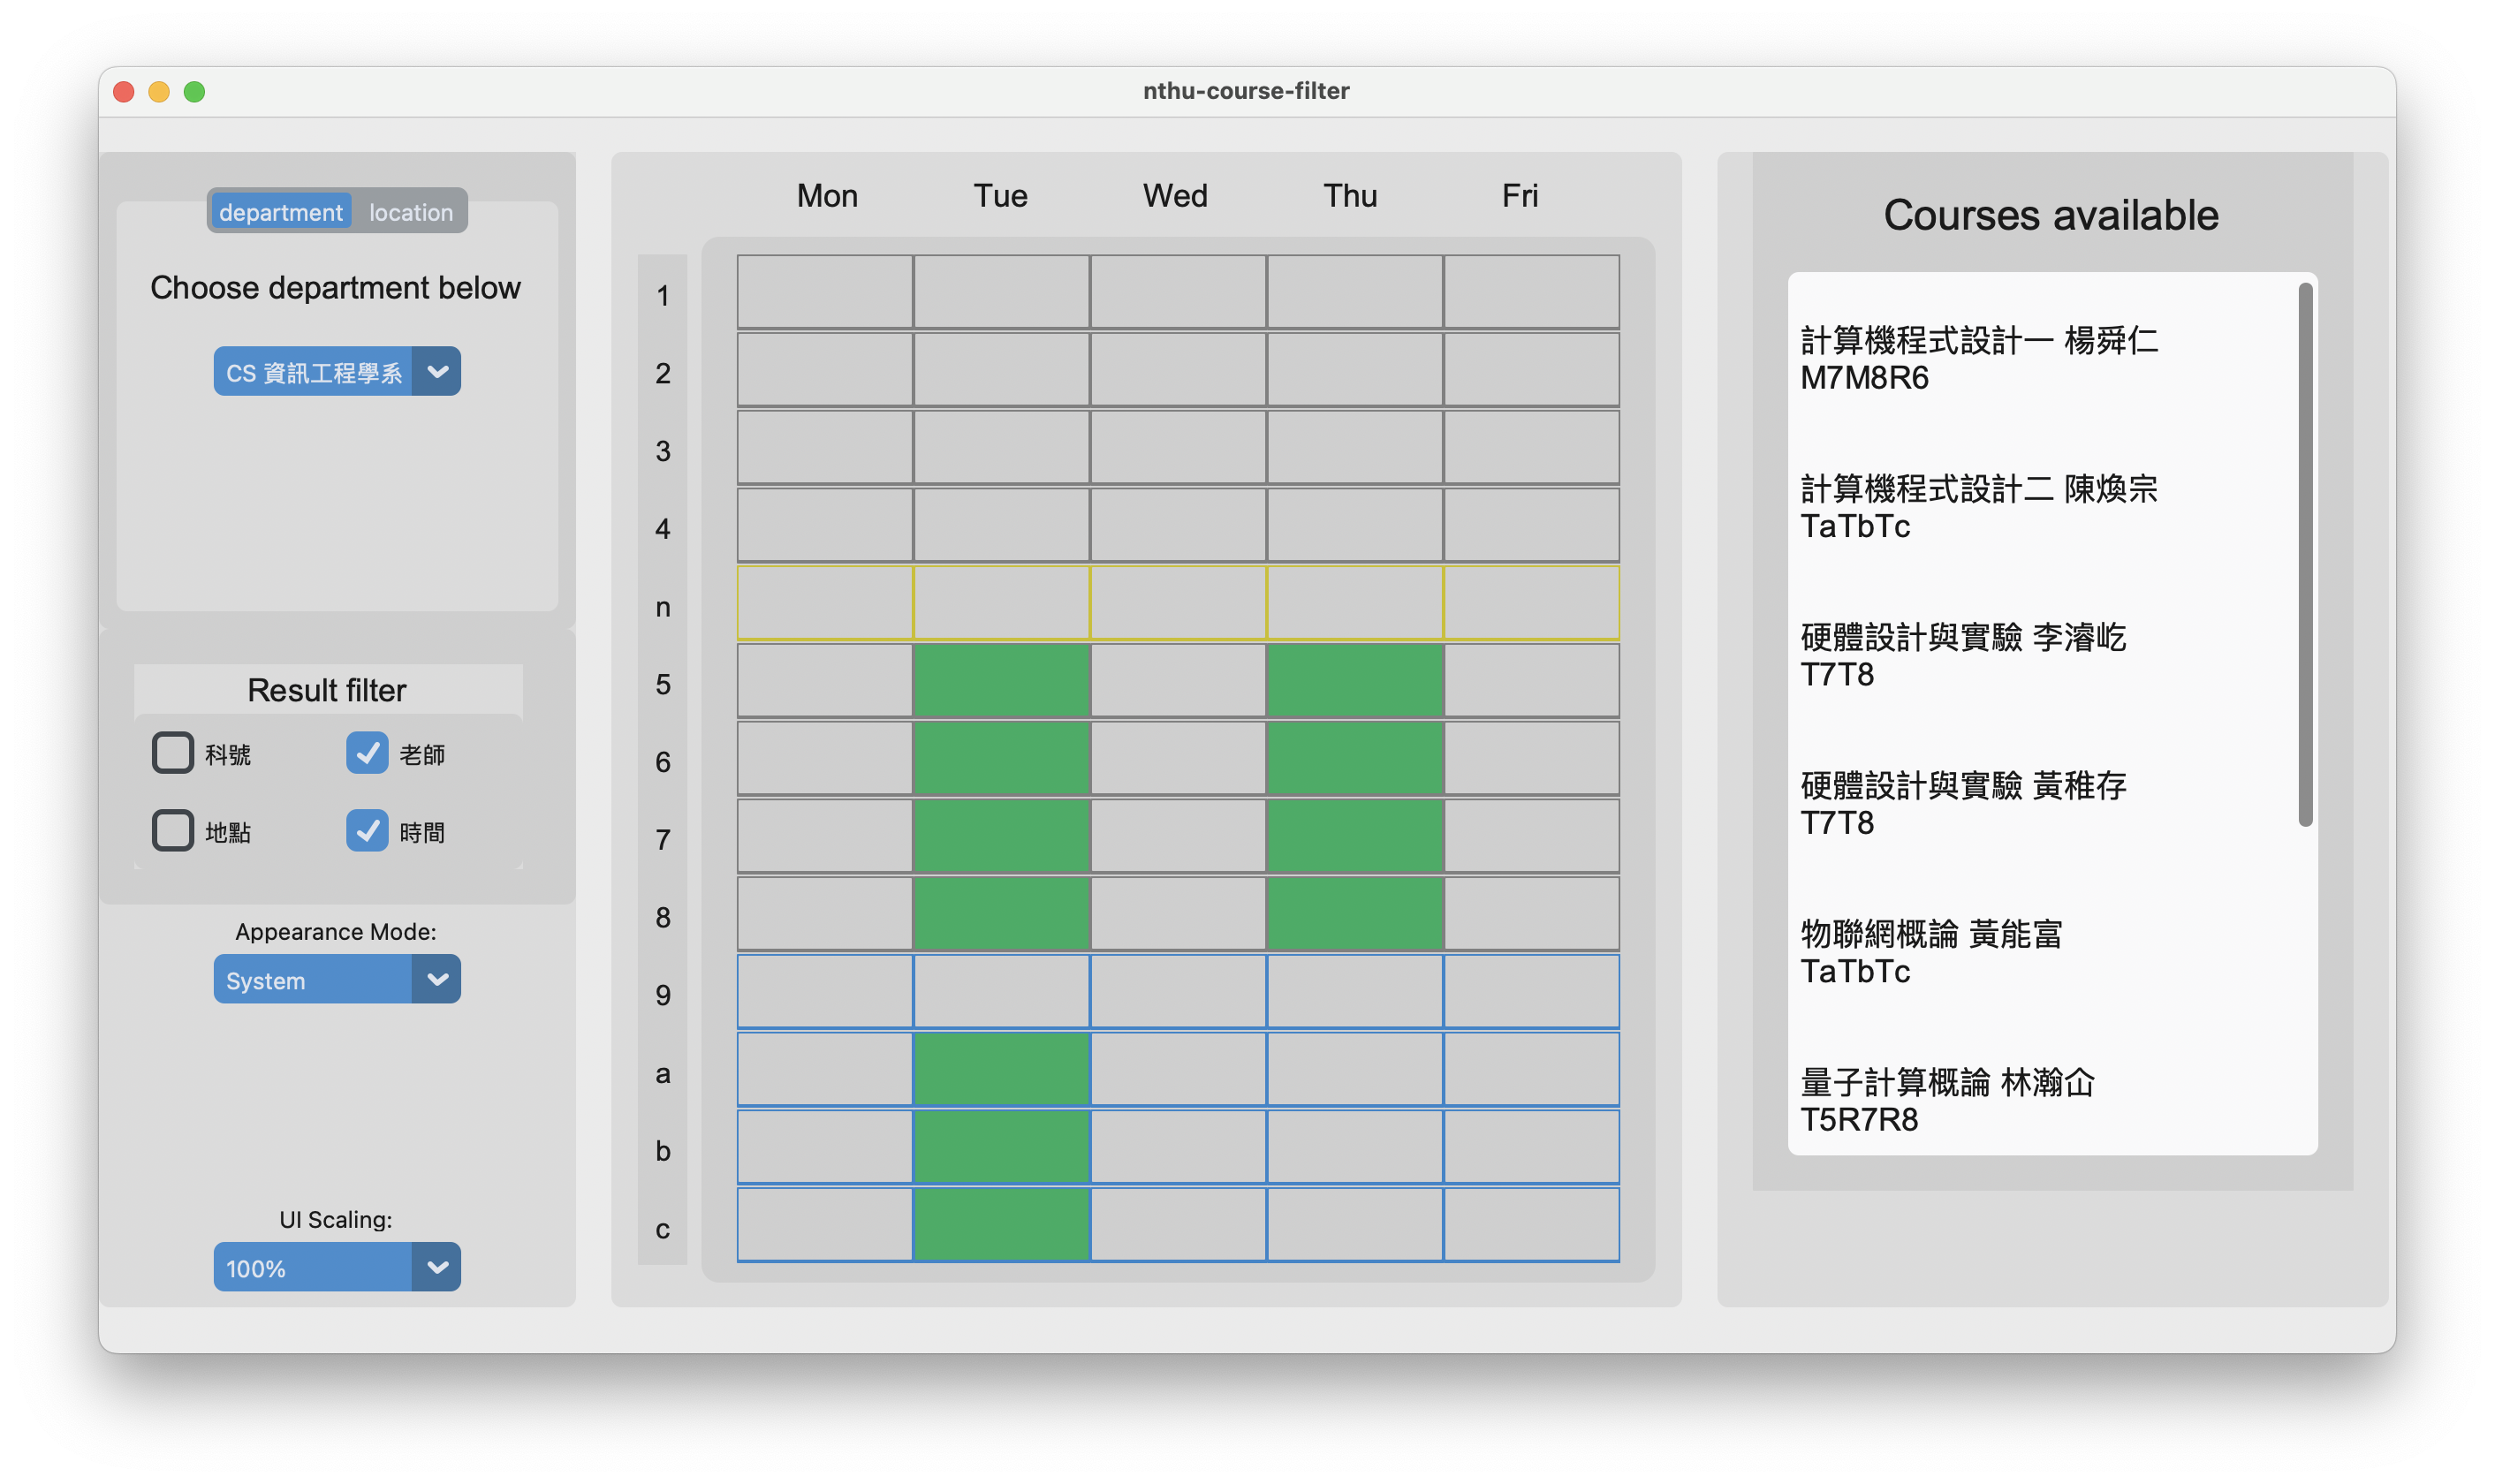 nthu-course-filter
department location
Choose department below
CS 資訊工程學系
Result filter
科號 老師
地點 時間
Appearance Mode:
System
UI Scaling:
100%
Mon Tue Wed Thu Fri
1
2
3
4
n
5
6
7
8
9
a
b
c
Courses available
計算機程式設計一 楊舜仁
M7M8R6
計算機程式設計二 陳煥宗
TaTbTc
硬體設計與實驗 李濬屹
T7T8
硬體設計與實驗 黃稚存
T7T8
物聯網概論 黃能富
TaTbTc
量子計算概論 林瀚仚
T5R7R8